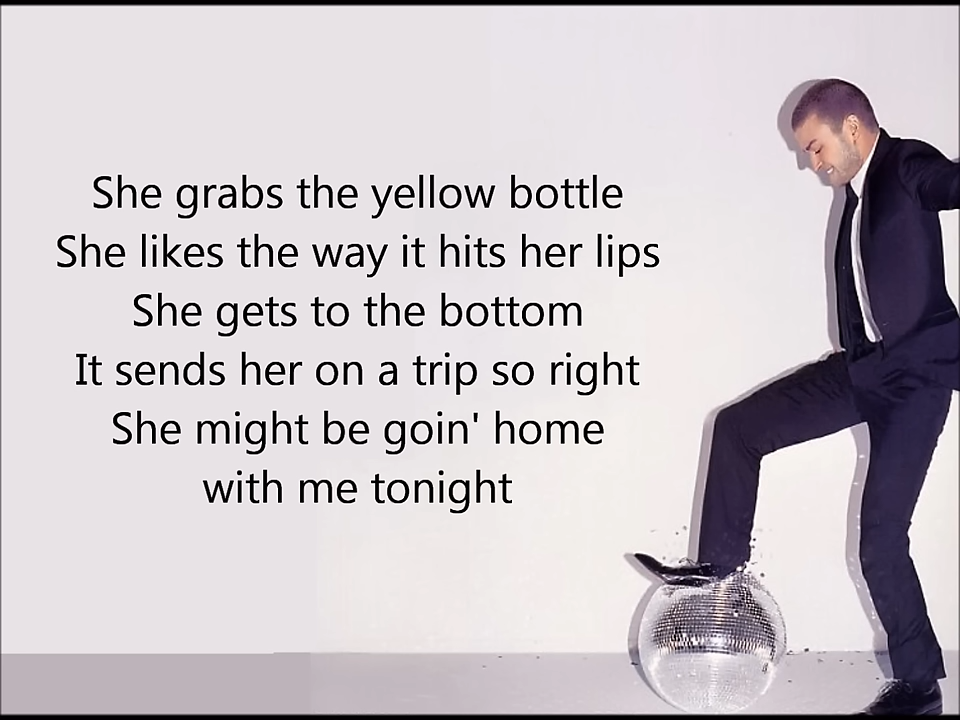 She grabs the yellow bottle
She likes the way it hits her lips
She gets to the bottom
It sends her on a trip so right
She might be goin' home
with me tonight